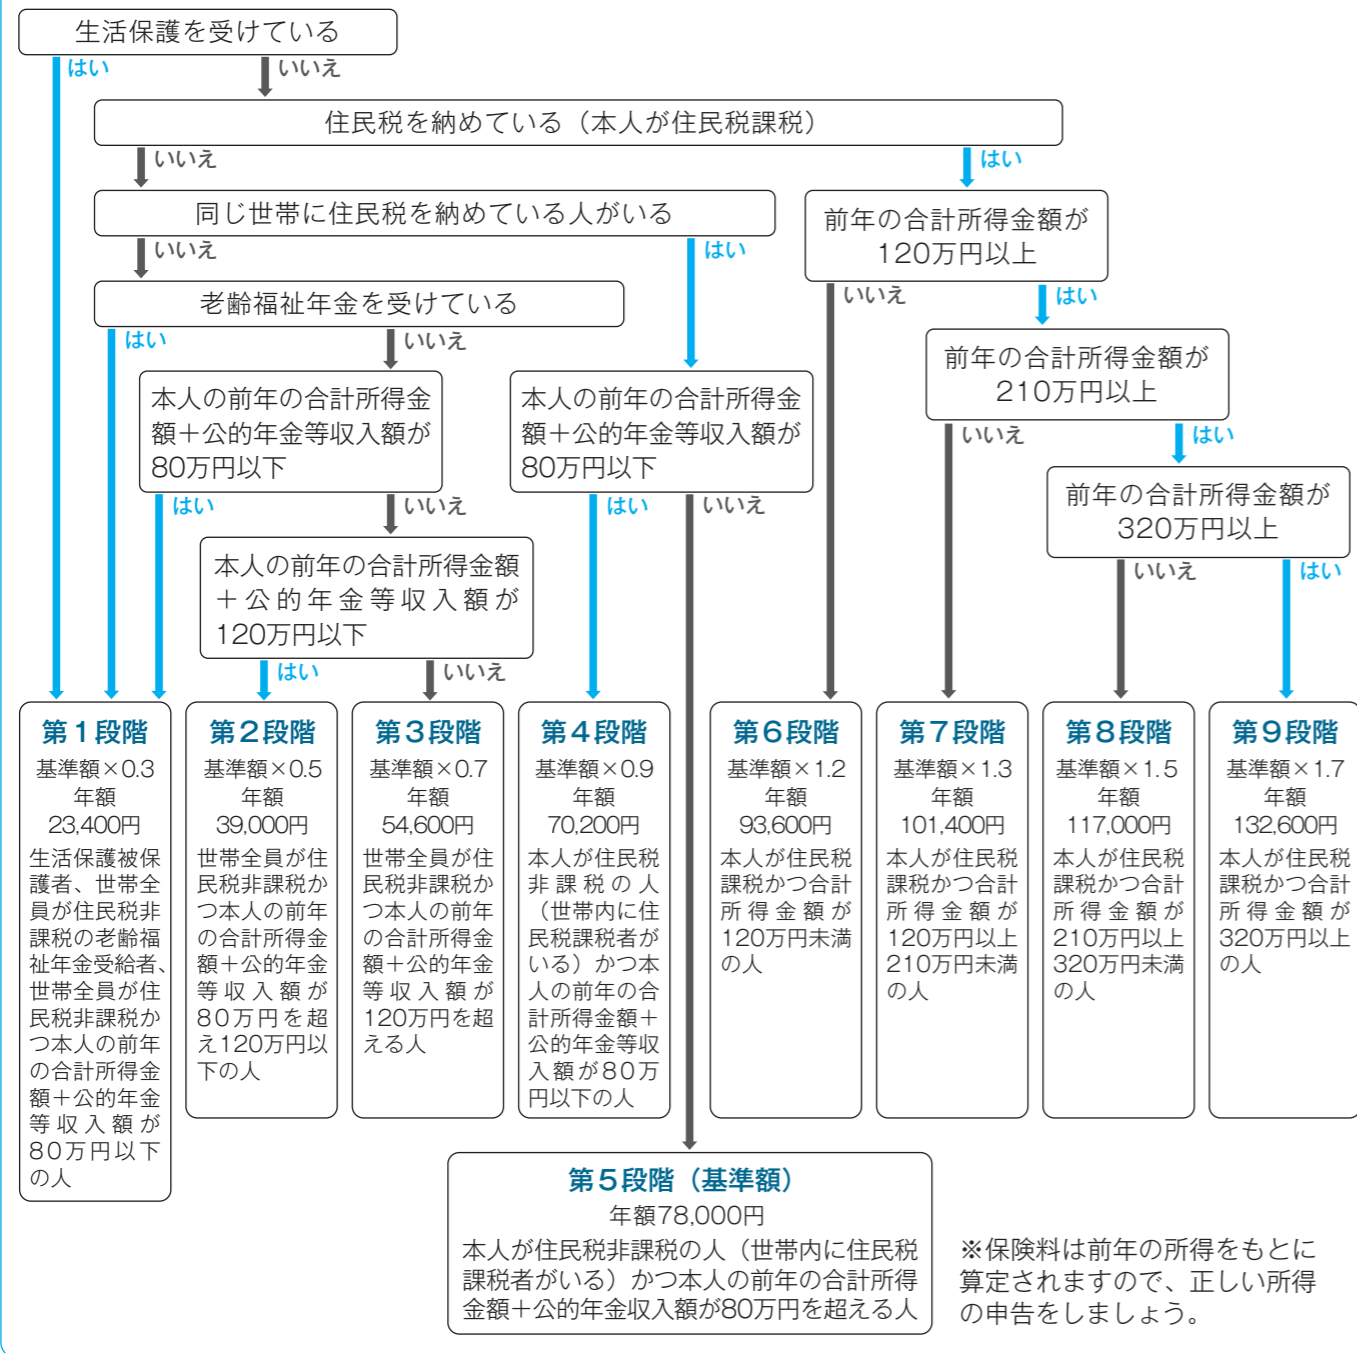 生活保護を受けている
はい
いいえ
住民税を納めている（本人が住民税課税）
いいえ
はい
同じ世帯に住民税を納めている人がいる
いいえ
はい
前年の合計所得金額が
120万円以上
いいえ
はい
老齢福祉年金を受けている
はい
いいえ
前年の合計所得金額が
210万円以上
いいえ
はい
本人の前年の合計所得金
額＋公的年金等収入額が
80万円以下
はい
いいえ
本人の前年の合計所得金
額＋公的年金等収入額が
80万円以下
はい
いいえ
前年の合計所得金額が
320万円以上
いいえ
はい
本人の前年の合計所得金額
＋公的年金等収入額が
120万円以下
はい
いいえ
第１段階
基準額×0.3
年額
23,400円
生活保護被保
護者、世帯全
員が住民税非
課税の老齢福
祉年金受給者、
世帯全員が住
民税非課税か
つ本人の前年
の合計所得金
額＋公的年金
等収入額が
80万円以下
の人
第２段階
基準額×0.5
年額
39,000円
世帯全員が住
民税非課税か
つ本人の前年
の合計所得金
額＋公的年金
等収入額が
80万円を超
え120万円以
下の人
第３段階
基準額×0.7
年額
54,600円
世帯全員が住
民税非課税か
つ本人の前年
の合計所得金
額＋公的年金
等収入額が
120万円を超
える人
第４段階
基準額×0.9
年額
70,200円
本人が住民税
非課税の人
（世帯内に住
民税課税者が
いる）かつ本
人の前年の合
計所得金額＋
公的年金等収
入額が80万
円以下の人
第６段階
基準額×1.2
年額
93,600円
本人が住民税
課税かつ合計
所得金額が
120万円未満
の人
第７段階
基準額×1.3
年額
101,400円
本人が住民税
課税かつ合計
所得金額が
120万円以上
210万円未満
の人
第８段階
基準額×1.5
年額
117,000円
本人が住民税
課税かつ合計
所得金額が
210万円以上
320万円未満
の人
第９段階
基準額×1.7
年額
132,600円
本人が住民税
課税かつ合計
所得金額が
320万円以上
の人
第５段階（基準額）
年額78,000円
本人が住民税非課税の人（世帯内に住民税
課税者がいる）かつ本人の前年の合計所得
金額＋公的年金収入額が80万円を超える人
※保険料は前年の所得をもとに
算定されますので、正しい所得
の申告をしましょう。